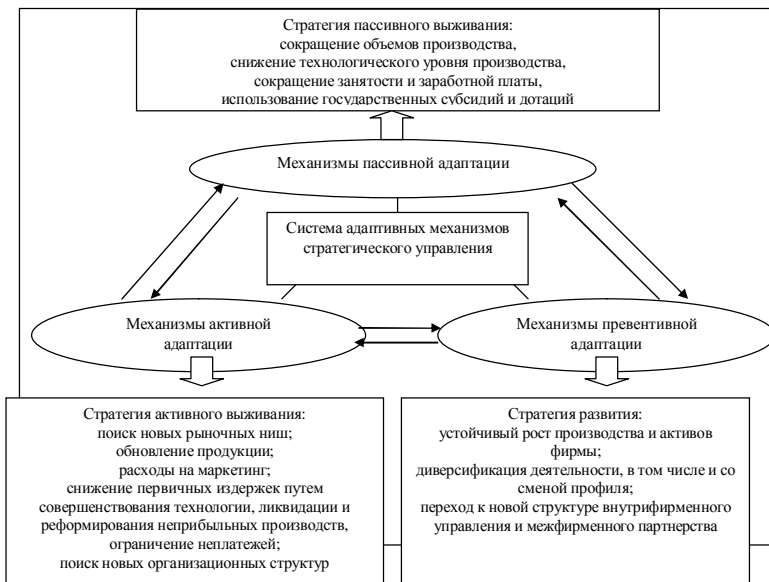 Стратегия пассивного выживания:
сокращение объемов производства,
снижение технологического уровня производства,
сокращение занятости и заработной платы,
использование государственных субсидий и дотаций
Механизмы пассивной адаптации
Система адаптивных механизмов
стратегического управления
Механизмы активной
адаптации
Механизмы превентивной
адаптации
Стратегия активного выживания:
поиск новых рыночных ниш;
обновление продукции;
расходы на маркетинг;
снижение первичных издержек путем
совершенствования технологии, ликвидации и
реформирования неприбыльных производств,
ограничение неплатежей;
поиск новых организационных структур
Стратегия развития:
устойчивый рост производства и активов
фирмы;
диверсификация деятельности, в том числе и со
сменой профиля;
переход к новой структуре внутрифирменного
управления и межфирменного партнерства